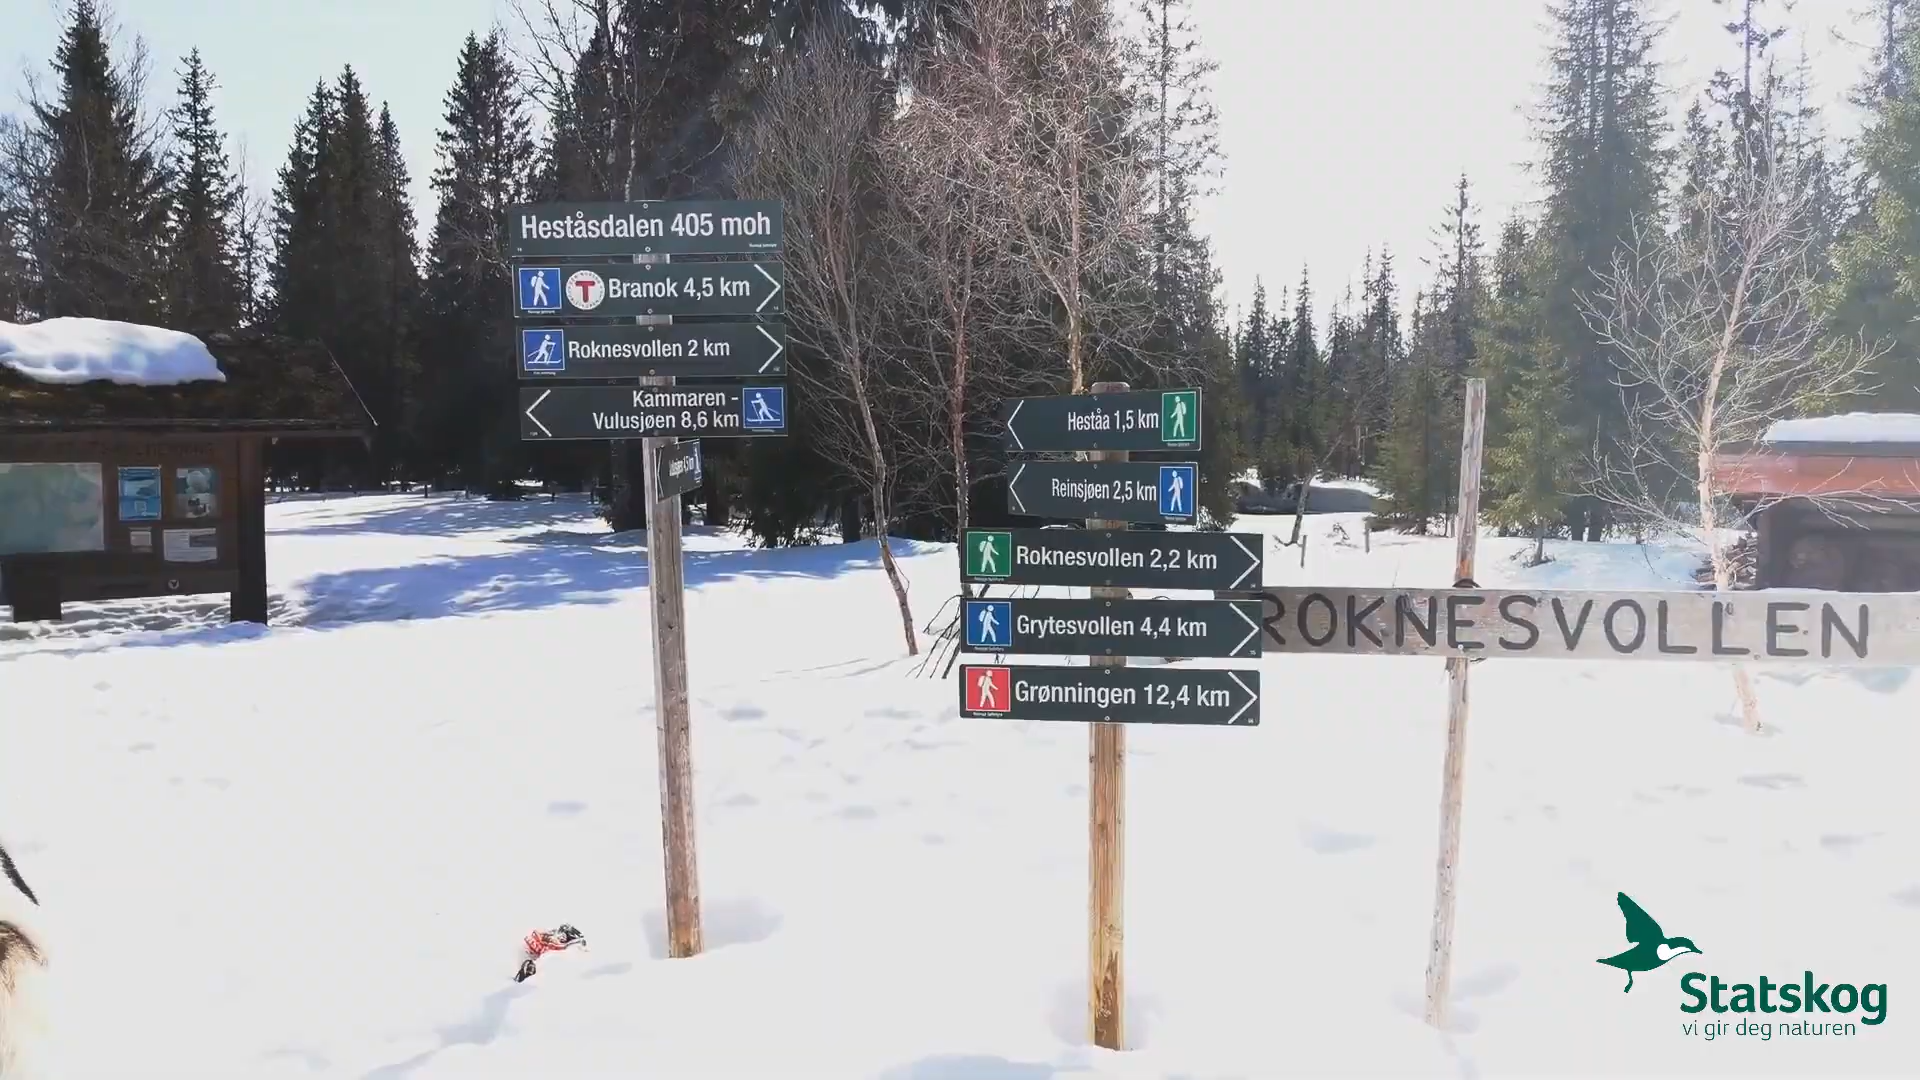 Heståsdalen 405 moh
Branok 4,5 km
Roknesvollen 2 km
Kammaren -
Vulusjøen 8,6 km
Heståa 1,5 km
Reinsjøen 2,5 km
Roknesvollen 2,2 km
Grytesvollen 4,4 km
Grønningen 12,4 km
ROKNESVOLLEN
Statskog
vi gir deg naturen